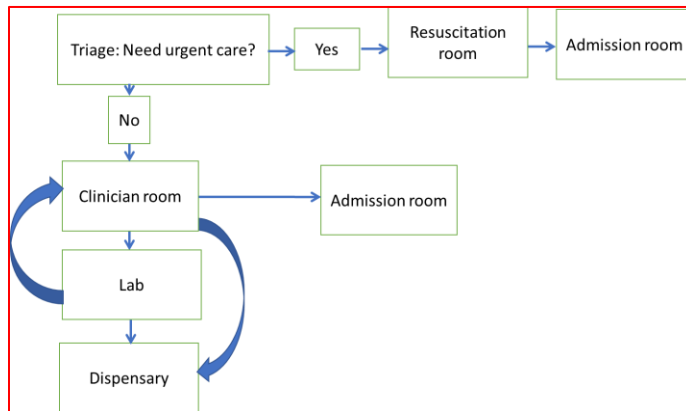 Triage: Need urgent care?
Yes
Resuscitation
room
Admission room
No
Clinician room
Admission room
Lab
Dispensary